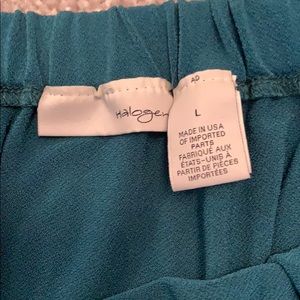 Halogen
AD
L
MADE IN USA
OF IMPORTED
PARTS
FABRIQUÉ AUX
ÉTATS-UNIS À
PARTIR DE PIÈCES
IMPORTÉES